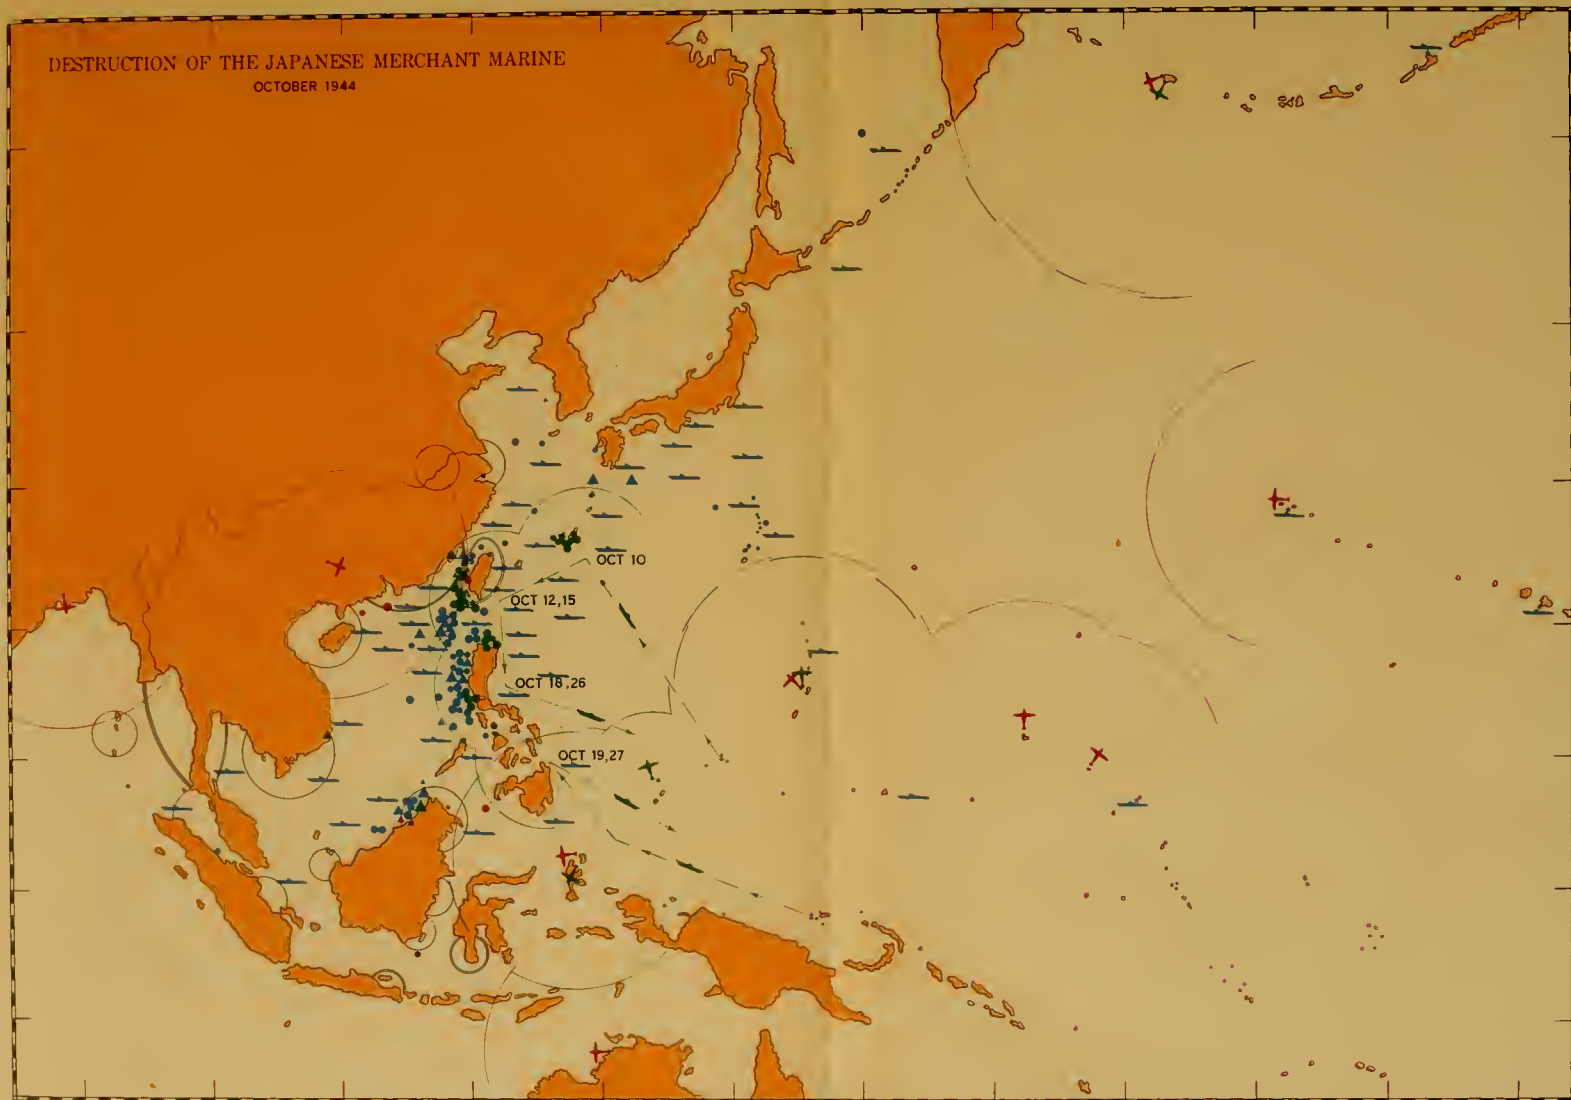 DESTRUCTION OF THE JAPANESE MERCHANT MARINE
OCTOBER 1944
OCT 10
OCT 12,15
OCT 18,26
OCT 19,27